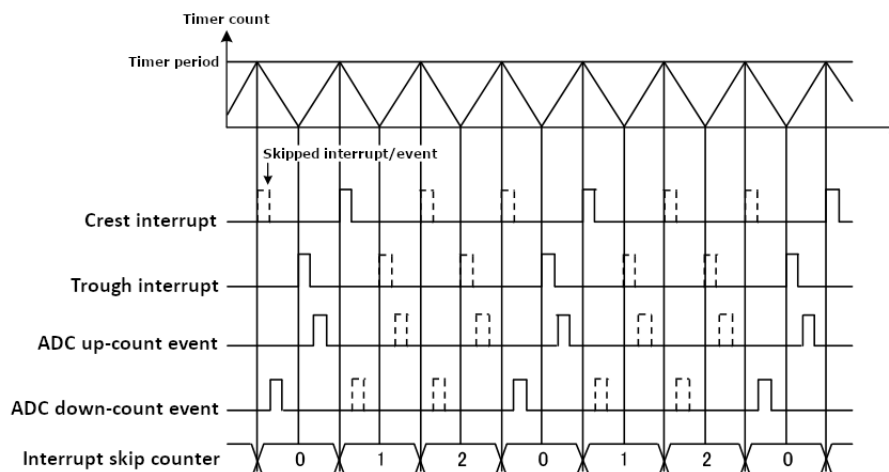 Timer count
Timer period
Skipped interrupt/event
Crest interrupt
Trough interrupt
ADC up-count event
ADC down-count event
Interrupt skip counter 0 1 2 0 1 2 0